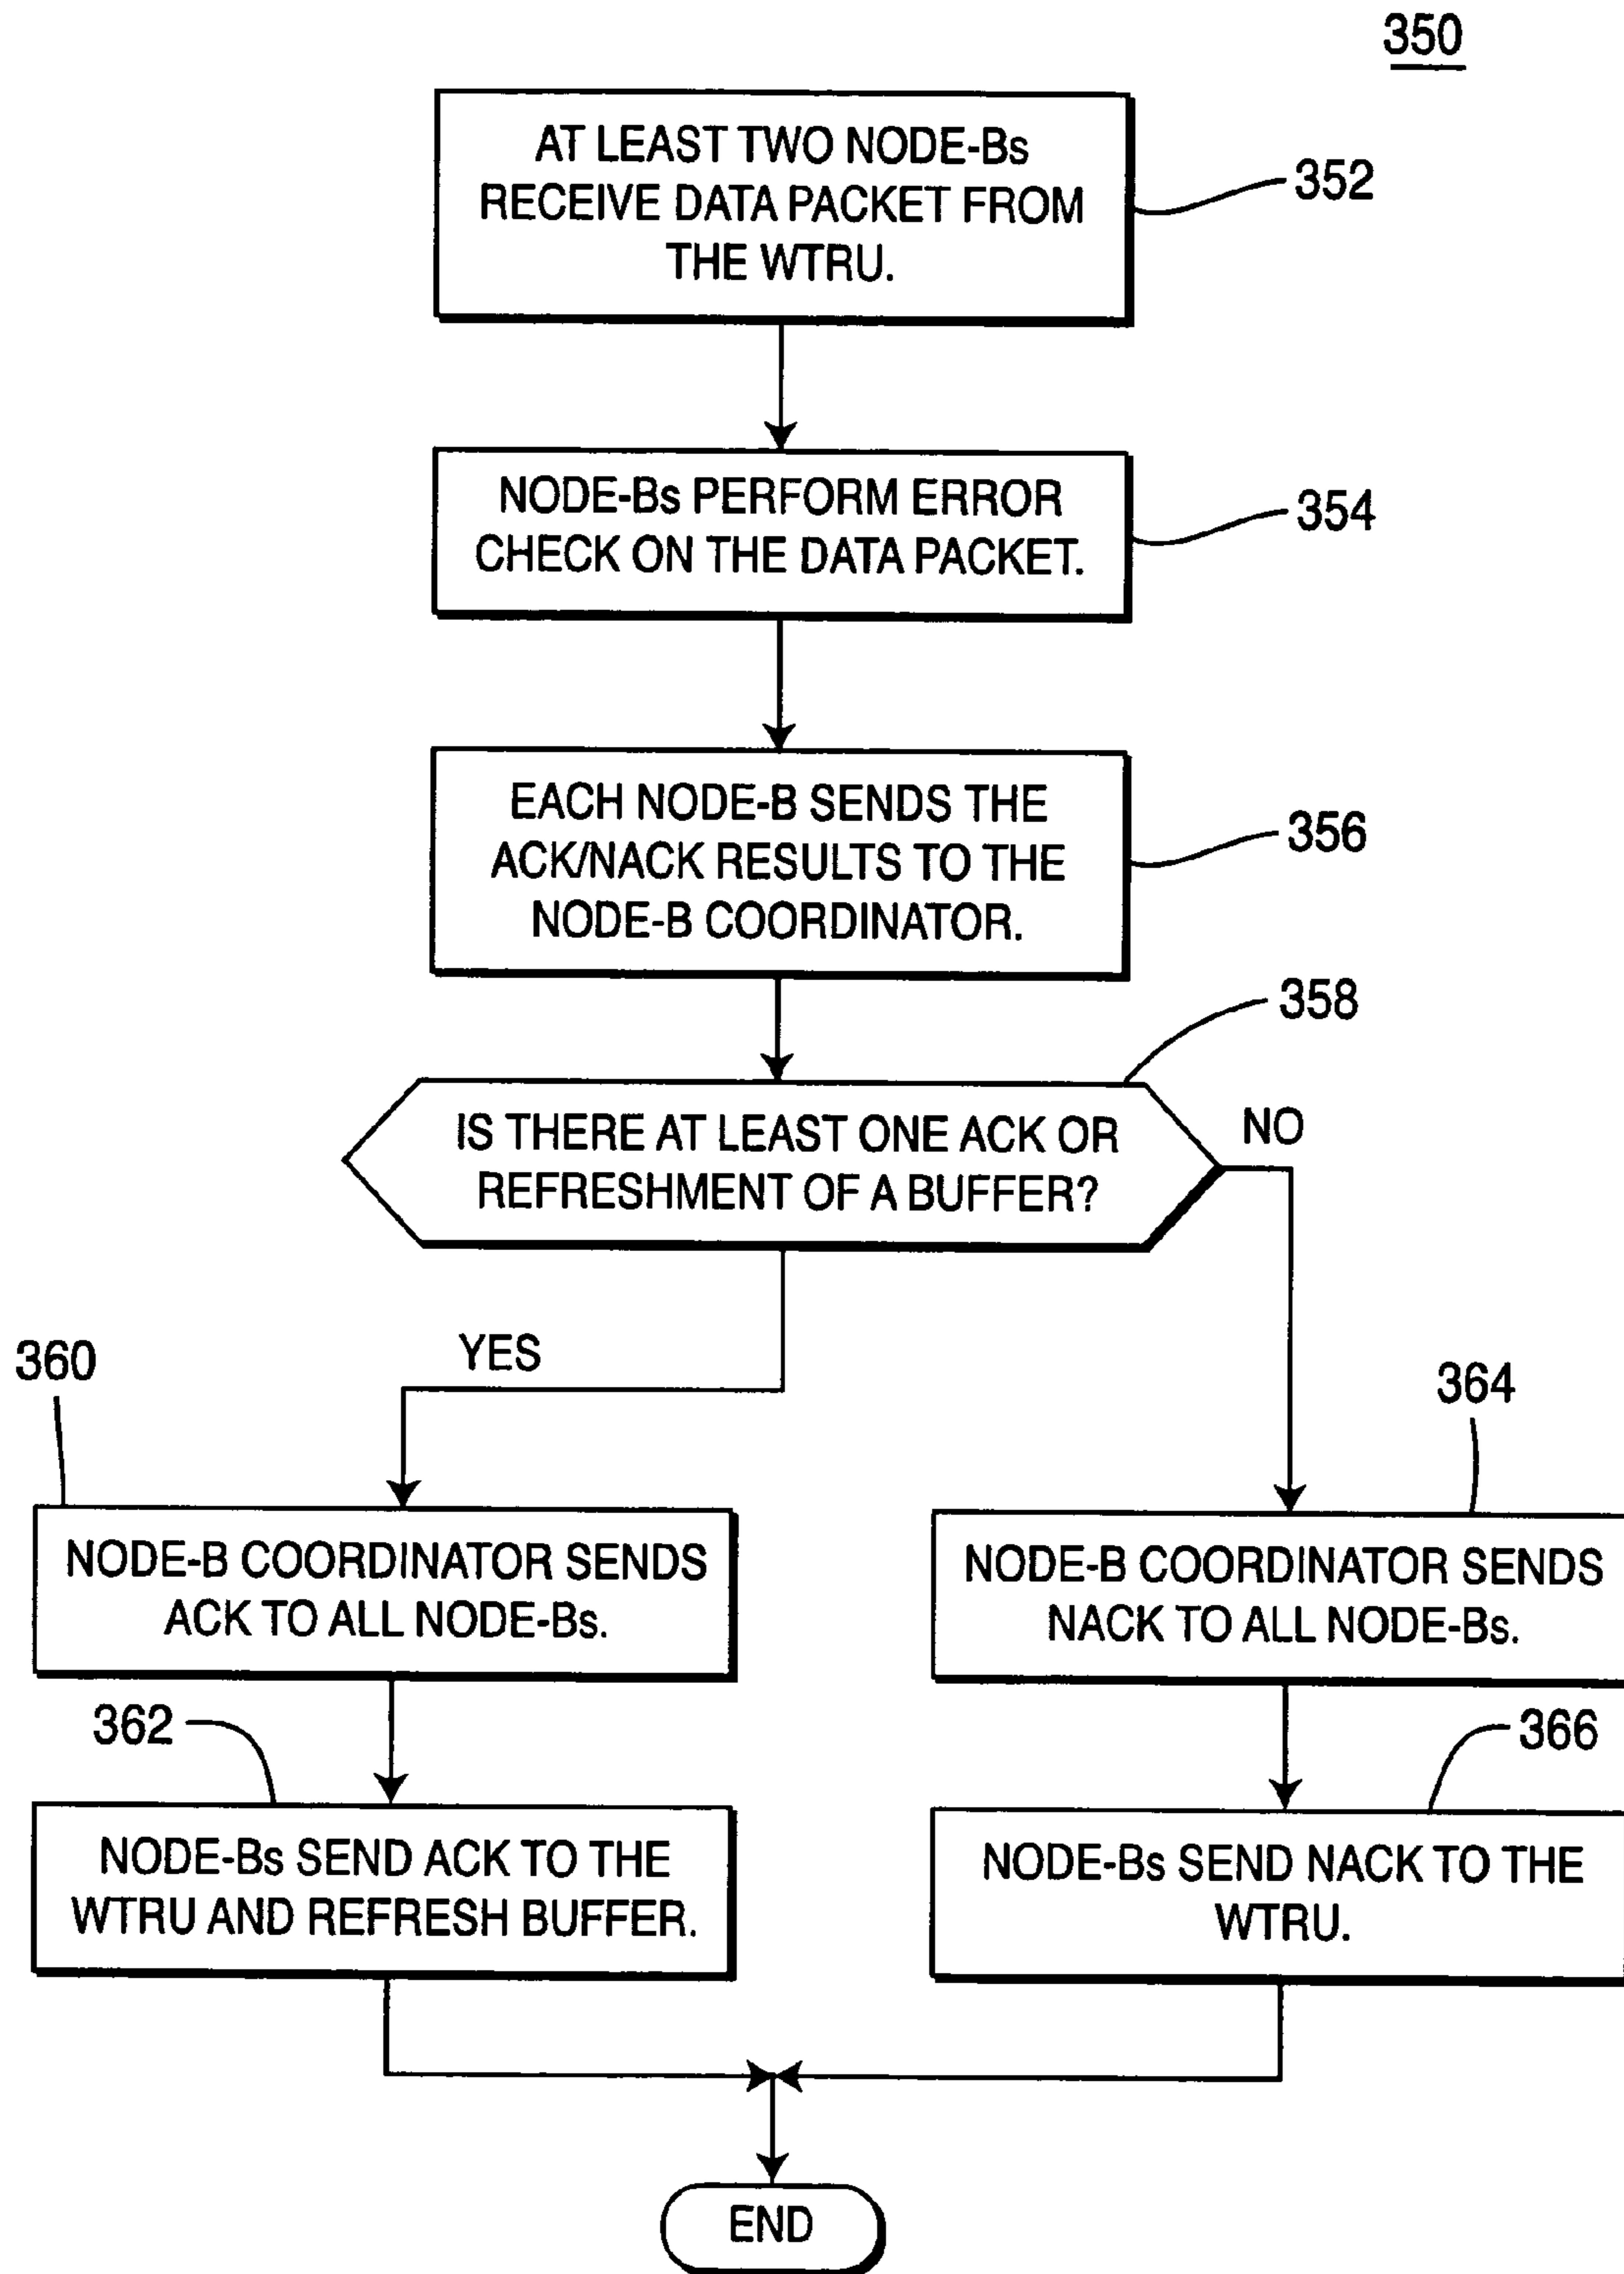 350
AT LEAST TWO NODE-Bs
RECEIVE DATA PACKET FROM
THE WTRU.
352
NODE-Bs PERFORM ERROR
CHECK ON THE DATA PACKET.
354
EACH NODE-B SENDS THE
ACK/NACK RESULTS TO THE
NODE-B COORDINATOR.
356
358
IS THERE AT LEAST ONE ACK OR
REFRESHMENT OF A BUFFER?
NO
YES
360
NODE-B COORDINATOR SENDS
ACK TO ALL NODE-Bs.
364
NODE-B COORDINATOR SENDS
NACK TO ALL NODE-Bs.
362
NODE-Bs SEND ACK TO THE
WTRU AND REFRESH BUFFER.
366
NODE-Bs SEND NACK TO THE
WTRU.
END